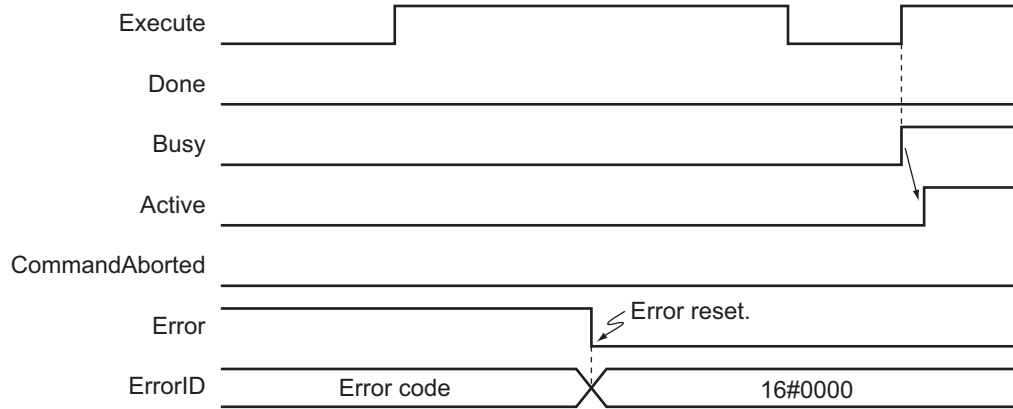 Execute
Done
Busy
Active
CommandAborted
Error
Error reset.
ErrorID
Error code
16#0000